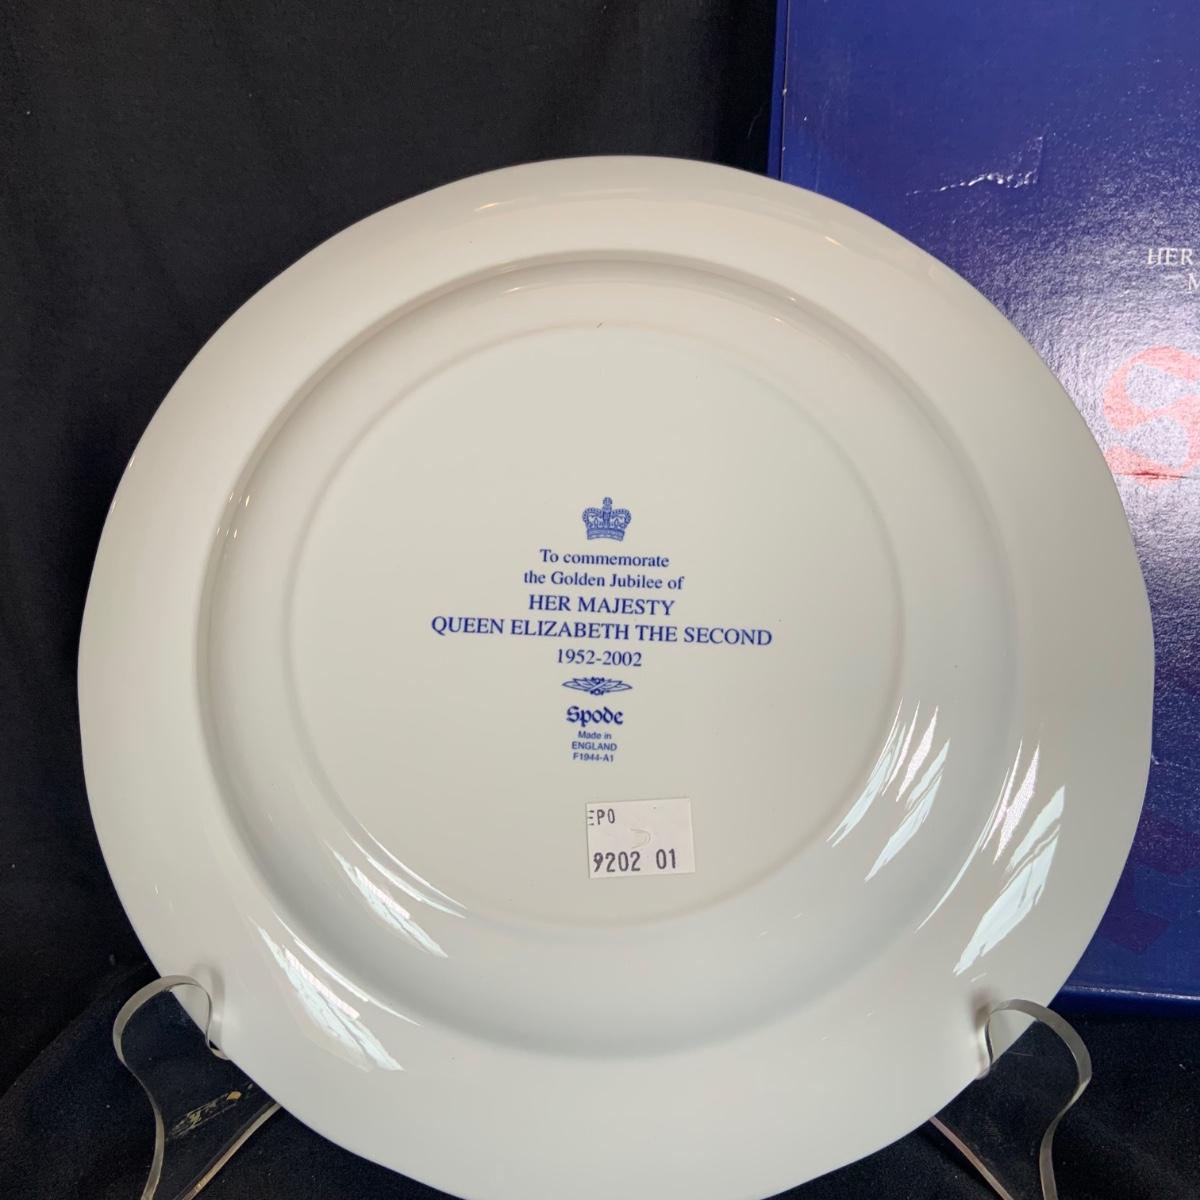 To commemorate
the Golden Jubilee of
HER MAJESTY
QUEEN ELIZABETH THE SECOND
1952-2002
Spode
Made in
ENGLAND
F1944-A1
EPO
9202 01
HER
M
S